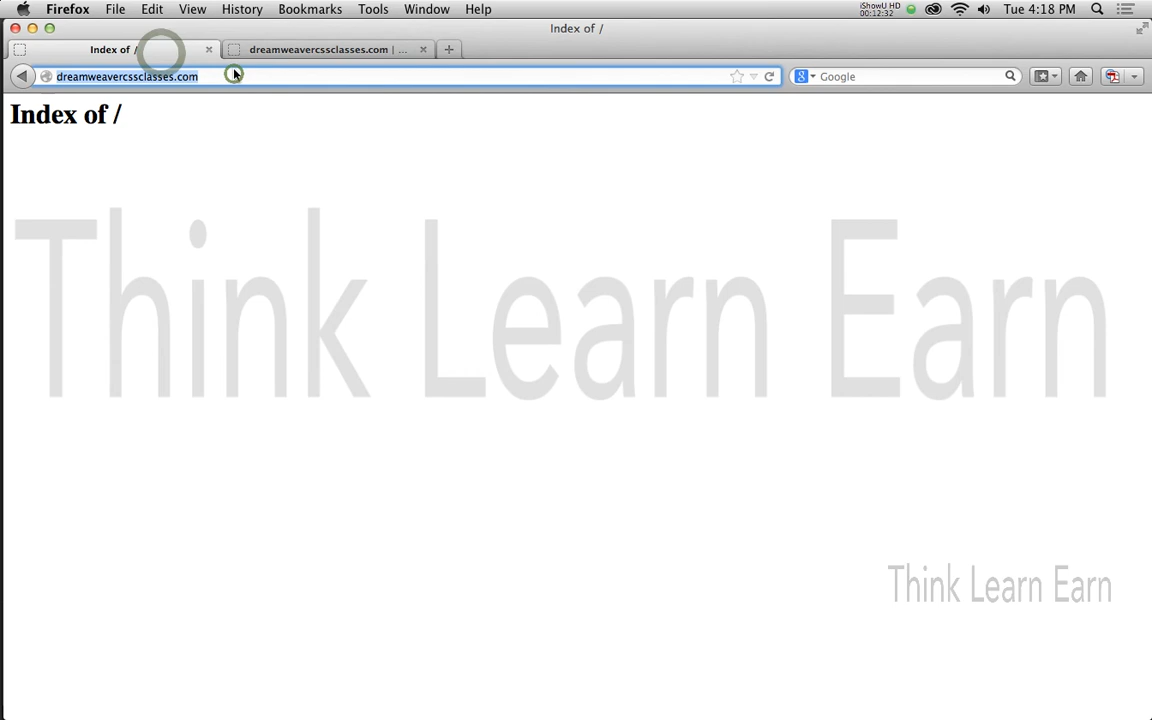 Firefox File Edit View History Bookmarks Tools Window Help iShowU HD 00:12:32 Tue 4:18 PM
Index of /
Index of / dreamweavercssclasses.com | ...
dreamweavercssclasses.com Google
Index of /
Think Learn Earn
Think Learn Earn